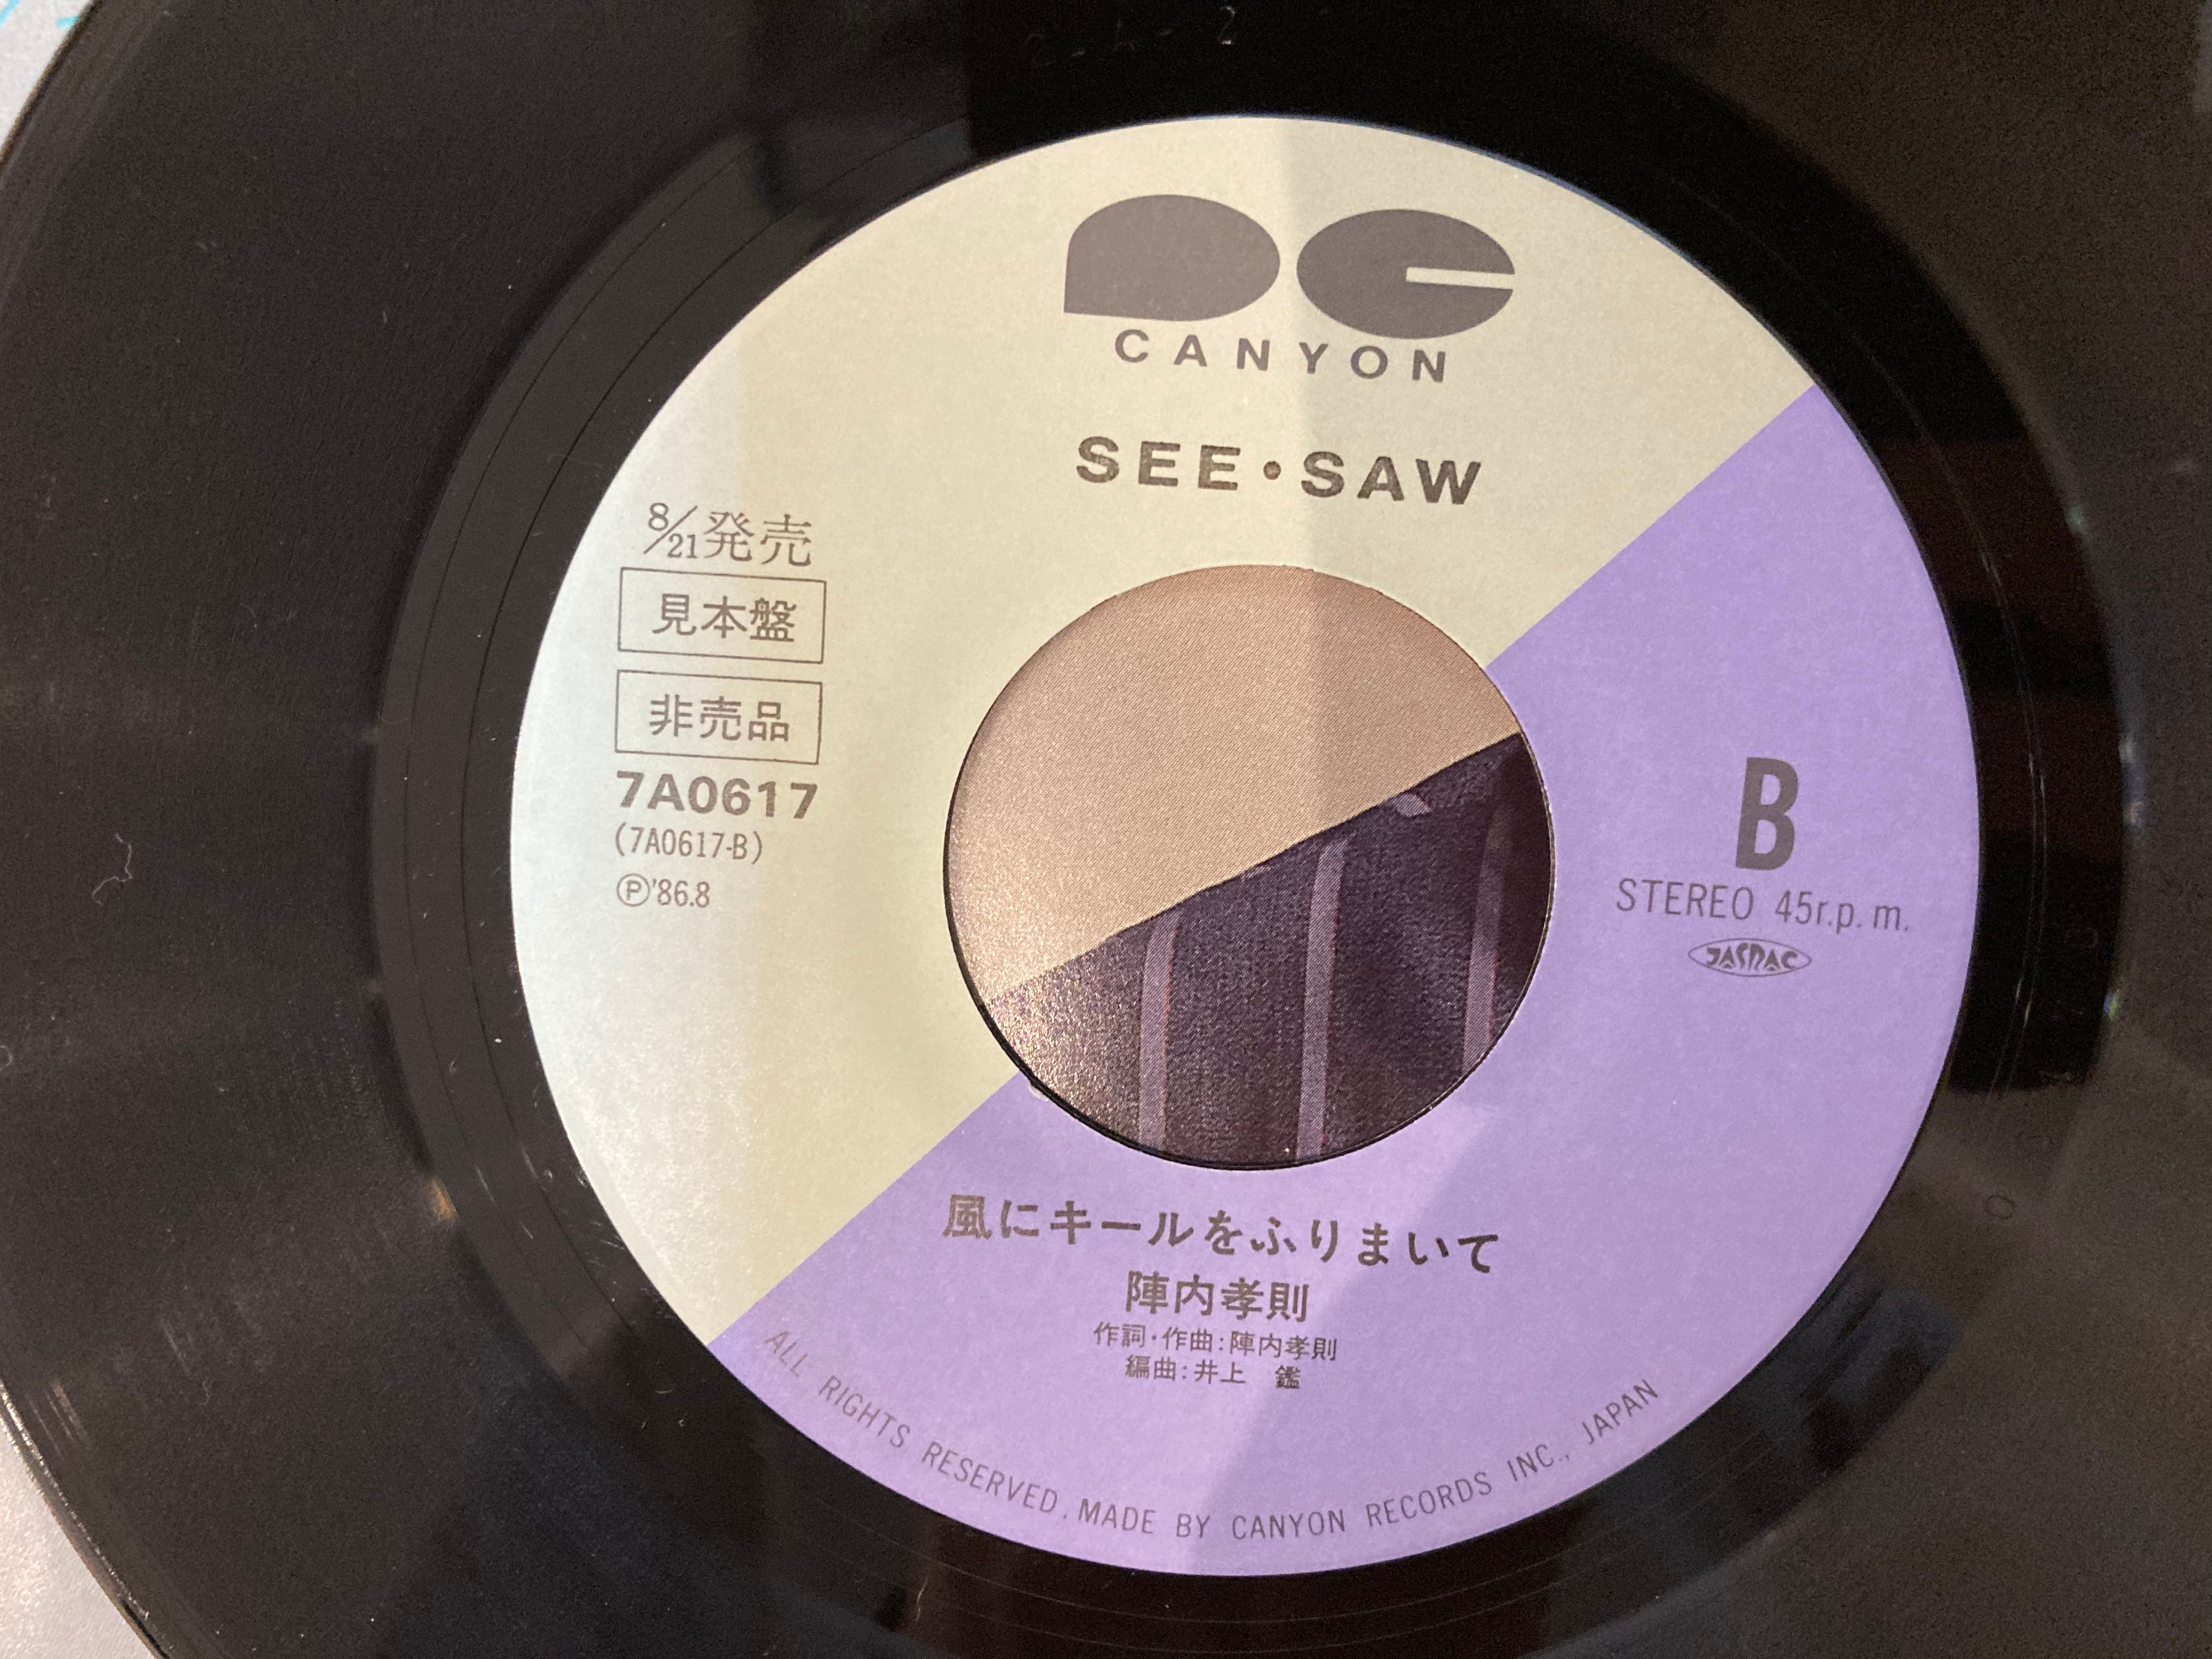 CANYON
SEE・SAW
8/21発売
見本盤
非売品
7A0617
(7A0617-B)
Ⓟ'86.8
B
STEREO 45r.p.m.
JASRAC
風にキールをふりまいて
陣内孝則
作詞・作曲:陣内孝則
編曲:井上 鑑
ALL RIGHTS RESERVED, MADE BY CANYON RECORDS INC., JAPAN